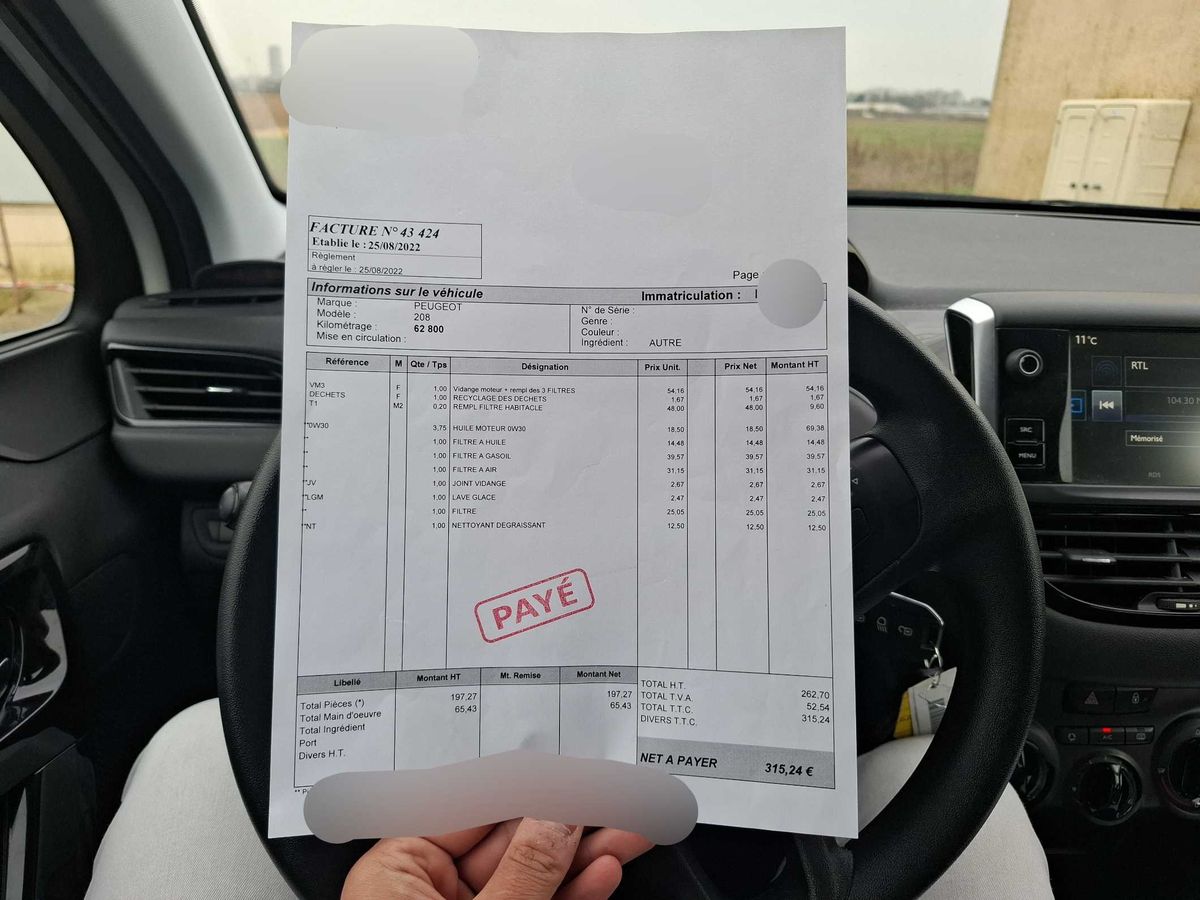 FACTURE N° 43 424
Etablie le : 25/08/2022
Règlement
à régler le : 25/08/2022
Page
Informations sur le véhicule Immatriculation :
Marque : PEUGEOT
Modèle : 208
Kilométrage : 62 800
Mise en circulation :
N° de Série :
Genre :
Couleur :
Ingrédient : AUTRE
Référence M Qte / Tps Désignation Prix Unit. Prix Net Montant HT
VM3 F 1,00 Vidange moteur + rempl des 3 FILTRES 54,16 54,16 54,16
DECHETS F 1,00 RECYCLAGE DES DECHETS 1,67 1,67 1,67
T1 M2 0,20 REMPL FILTRE HABITACLE 48,00 48,00 9,60
*0W30 3,75 HUILE MOTEUR 0W30 18,50 18,50 69,38
1,00 FILTRE A HUILE 14,48 14,48 14,48
1,00 FILTRE A GASOIL 39,57 39,57 39,57
1,00 FILTRE A AIR 31,15 31,15 31,15
*JV 1,00 JOINT VIDANGE 2,67 2,67 2,67
*LGM 1,00 LAVE GLACE 2,47 2,47 2,47
1,00 FILTRE 25,05 25,05 25,05
*NT 1,00 NETTOYANT DEGRAISSANT 12,50 12,50 12,50
PAYÉ
Libellé Montant HT Mt. Remise Montant Net
Total Pièces (*) 197,27 197,27
Total Main d'oeuvre 65,43 65,43
Total Ingrédient
Port
Divers H.T.
TOTAL H.T. 262,70
TOTAL T.V.A 52,54
TOTAL T.T.C. 315,24
DIVERS T.T.C.
NET A PAYER 315,24 €
11°C
RTL
104.30
Mémorisé
RDS
SRC
MENU
A/C